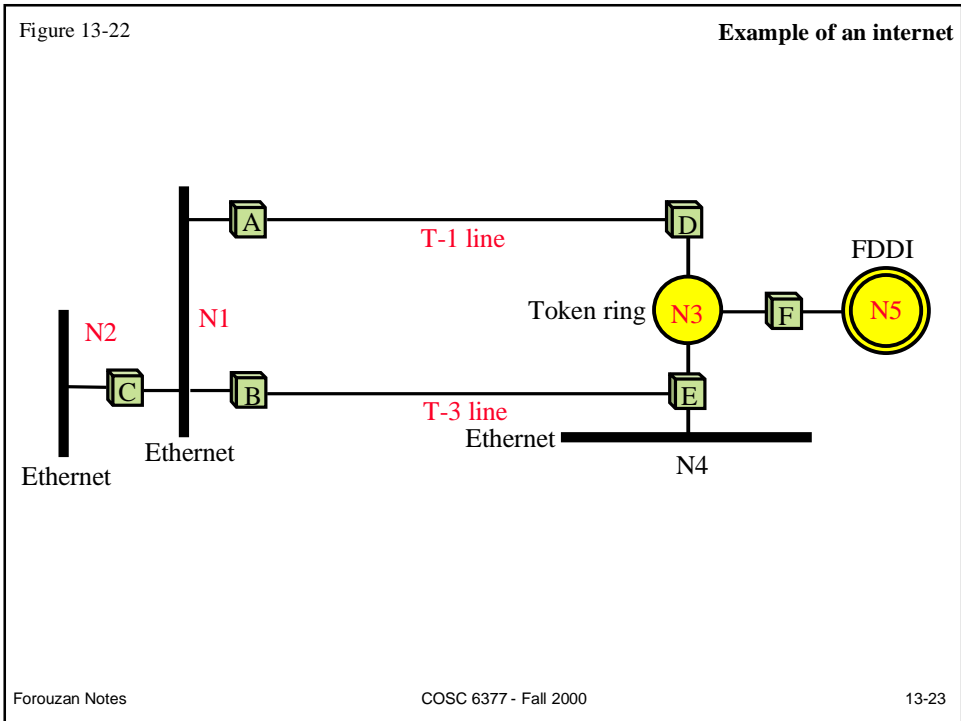 Figure 13-22
Example of an internet
A
T-1 line
D
FDDI
N2
N1
Token ring
N3
F
N5
C
B
T-3 line
E
Ethernet
Ethernet
Ethernet
N4
Forouzan Notes
COSC 6377 - Fall 2000
13-23